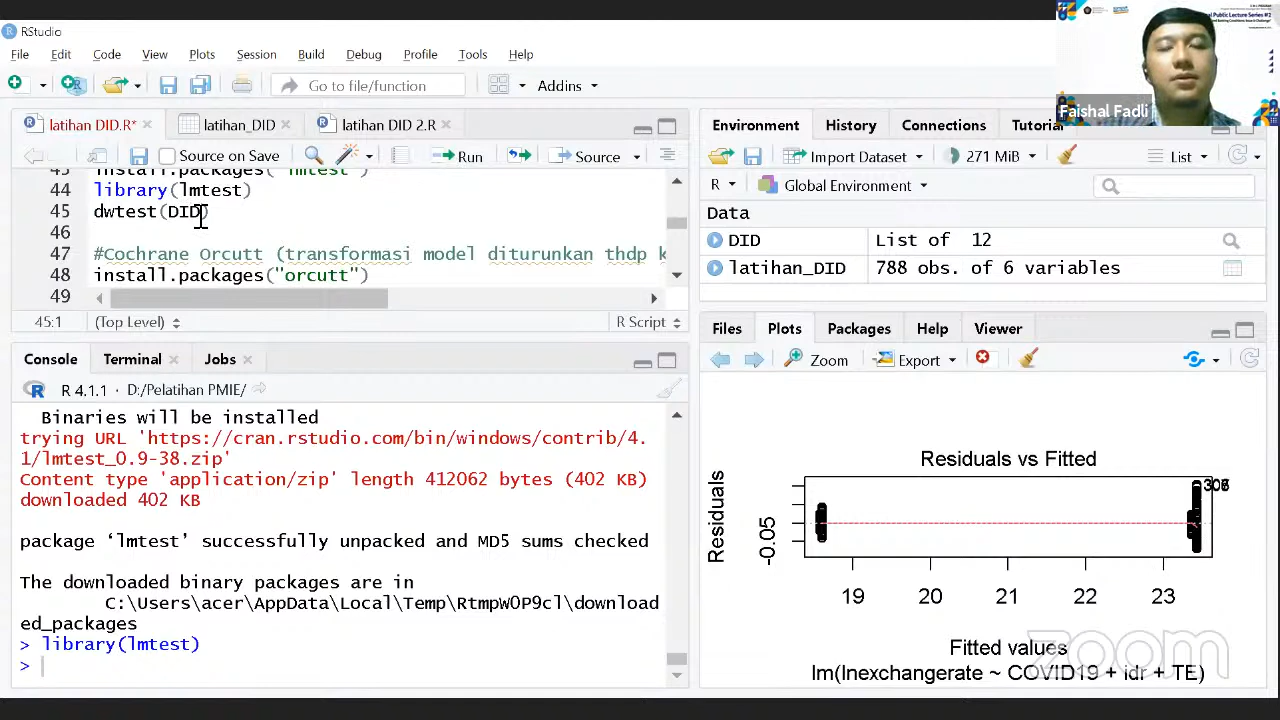 RStudio
File Edit Code View Plots Session Build Debug Profile Tools Help
Go to file/function Addins
latihan DID.R* latihan_DID latihan DID 2.R
Source on Save Run Source
install.packages("lmtest")
44 library(lmtest)
45 dwtest(DID)
46
47 #Cochrane Orcutt (transformasi model diturunkan thdp k
48 install.packages("orcutt")
49
45:1 (Top Level) R Script
Console Terminal Jobs
R 4.1.1 · D:/Pelatihan PMIE/
Binaries will be installed
trying URL 'https://cran.rstudio.com/bin/windows/contrib/4.
1/lmtest_0.9-38.zip'
Content type 'application/zip' length 412062 bytes (402 KB)
downloaded 402 KB
package ‘lmtest’ successfully unpacked and MD5 sums checked
The downloaded binary packages are in
C:\Users\acer\AppData\Local\Temp\RtmpWOP9cl\download
ed_packages
> library(lmtest)
>
Public Lecture Series #2
Faishal Fadli
Environment History Connections Tutorial
Import Dataset 271 MiB List
R Global Environment
Data
DID List of 12
latihan_DID 788 obs. of 6 variables
Files Plots Packages Help Viewer
Zoom Export
Residuals vs Fitted
Residuals
-0.05
19 20 21 22 23
Fitted values
lm(lnexchangerate ~ COVID19 + idr + TE)
zoom